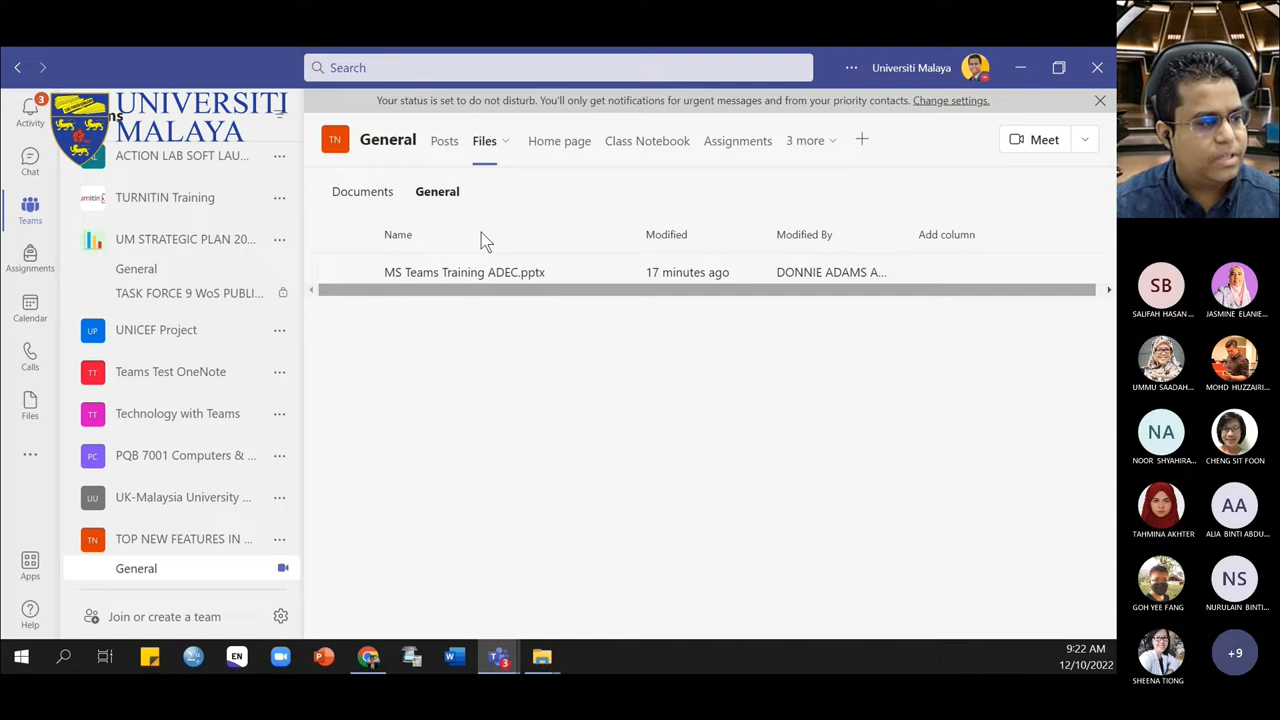 Search
Universiti Malaya
3
Activity
UNIVERSITI
MALAYA
Your status is set to do not disturb. You'll only get notifications for urgent messages and from your priority contacts. Change settings.
TN
General
Posts
Files
Home page
Class Notebook
Assignments
3 more
Meet
Chat
Teams
Assignments
Calendar
Calls
Files
Apps
Help
ACTION LAB SOFT LAU...
TURNITIN Training
UM STRATEGIC PLAN 20...
General
TASK FORCE 9 WoS PUBLI...
UP
UNICEF Project
TT
Teams Test OneNote
TT
Technology with Teams
PC
PQB 7001 Computers & ...
UU
UK-Malaysia University ...
TN
TOP NEW FEATURES IN ...
General
Join or create a team
Documents
General
Name
Modified
Modified By
Add column
MS Teams Training ADEC.pptx
17 minutes ago
DONNIE ADAMS A...
SB
SALIFAH HASAN...
JASMINE ELANIE...
UMMU SAADAH...
MOHD HUZZAIRI...
NA
NOOR SHYAHIRA...
CHENG SIT FOON
TAHMINA AKHTER
AA
ALIA BINTI ABDU...
GOH YEE FANG
NS
NURULAIN BINTI...
SHEENA TIONG
+9
EN
3
9:22 AM
12/10/2022